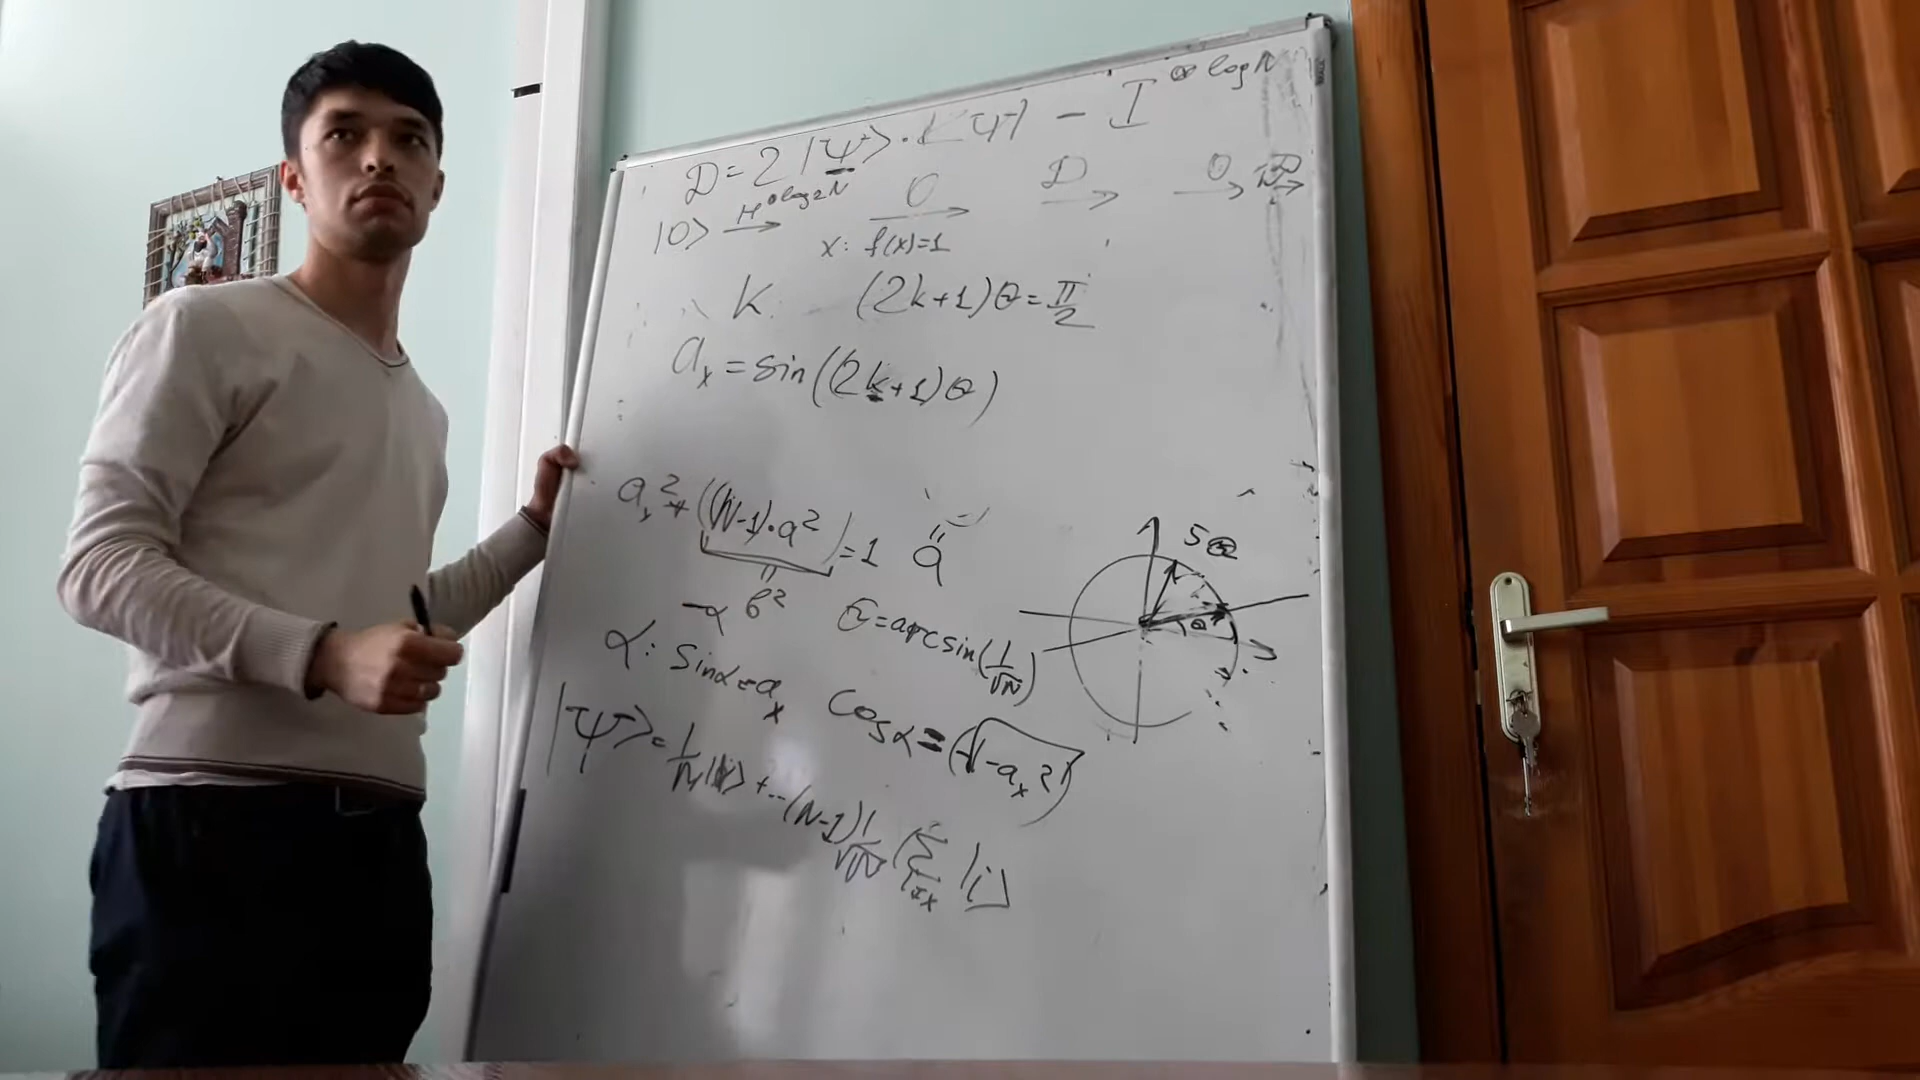 D = 2 |Ψ> · <Ψ| - I ⊗ log N
|0> H ⊗ log₂N → O → D → O → D →
x: f(x)=1
K (2k+1)Θ = π/2
aₓ = sin((2k+1)Θ)
aₓ² + ((N-1)·a²) = 1 a
б² Θ = arcsin(1/√N)
5Θ
Θ
α: sinα = aₓ cosα = (√1-aₓ²)
|Ψ> = 1/√N |x> + ... (N-1) 1/√N (Σ i≠x |i>